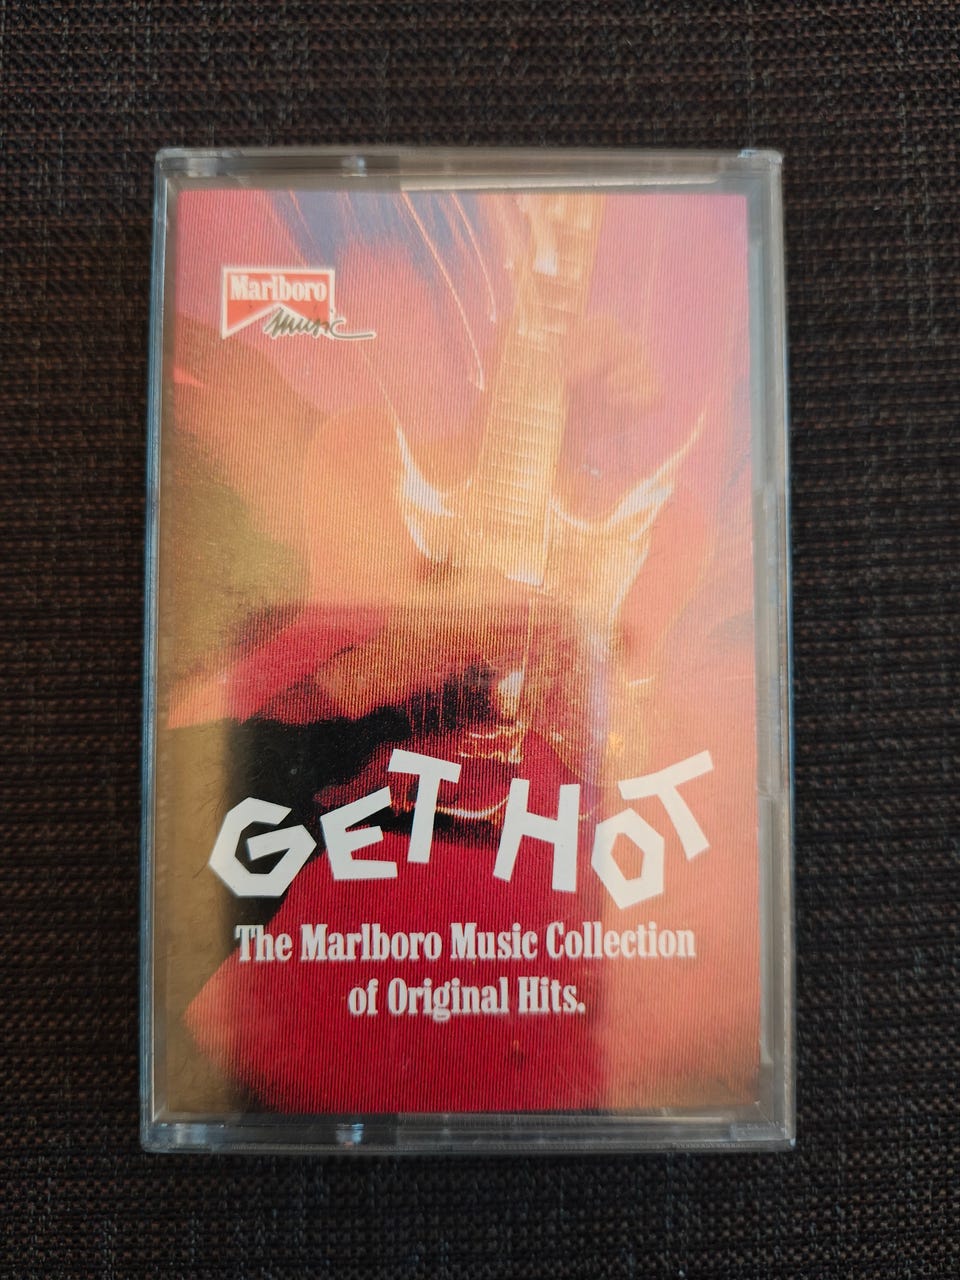 Marlboro
Music
GET HOT
The Marlboro Music Collection
of Original Hits.